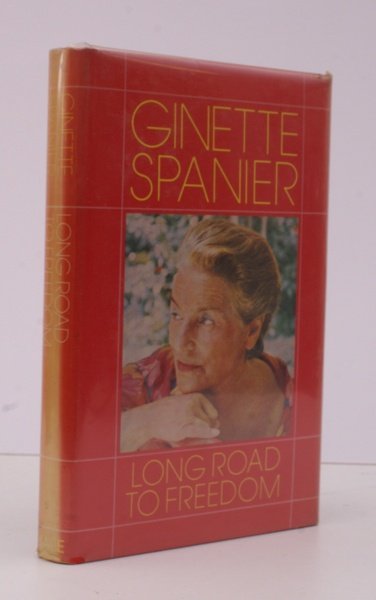 GINETTE
SPANIER
LONG ROAD
TO FREEDOM
GINETTE
LONG ROAD
TO FREEDOM